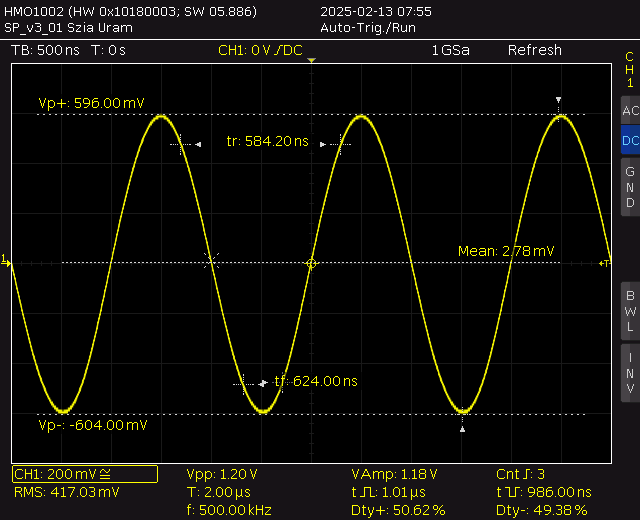 HMO1002 (HW 0x10180003; SW 05.886)
2025-02-13 07:55
SP_v3_01 Szia Uram
Auto-Trig./Run
TB: 500 ns T: 0 s
CH1: 0 V / DC
1 GSa
Refresh
CH1
AC
DC
GND
BWL
INV
Vp+: 596.00 mV
tr: 584.20 ns
Mean: 2.78 mV
1
T
tf: 624.00 ns
Vp-: -604.00 mV
CH1: 200 mV ≅
Vpp: 1.20 V
VAmp: 1.18 V
Cnt: 3
RMS: 417.03 mV
T: 2.00 µs
t: 1.01 µs
t: 986.00 ns
f: 500.00 kHz
Dty+: 50.62 %
Dty-: 49.38 %